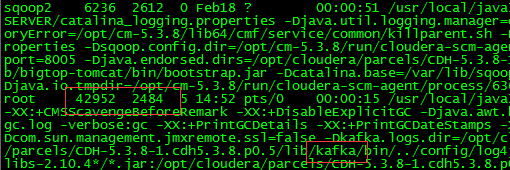 sqoop2    6236  2612  0 Feb18 ?        00:00:51 /usr/local/java
SERVER/catalina_logging.properties -Djava.util.logging.manager=
oryError=/opt/cm-5.3.8/lib64/cmf/service/common/killparent.sh -
roperties -Dsqoop.config.dir=/opt/cm-5.3.8/run/cloudera-scm-age
port=8005 -Djava.endorsed.dirs=/opt/cloudera/parcels/CDH-5.3.8-1
b/bigtop-tomcat/bin/bootstrap.jar -Dcatalina.base=/var/lib/sqoop
Djava.io.tmpdir=/opt/cm-5.3.8/run/cloudera-scm-agent/process/630
root     42952  2484  5 14:52 pts/0    00:00:15 /usr/local/java/
-XX:+CMSScavengeBeforeRemark -XX:+DisableExplicitGC -Djava.awt.h
gc.log -verbose:gc -XX:+PrintGCDetails -XX:+PrintGCDateStamps -X
Dcom.sun.management.jmxremote.ssl=false -Dkafka.logs.dir=/opt/cl
/parcels/CDH-5.3.8-1.cdh5.3.8.p0.5/lib/kafka/bin/../config/log4j
libs-2.10.4*/*.jar:/opt/cloudera/parcels/CDH-5.3.8-1.cdh5.3.8.p0